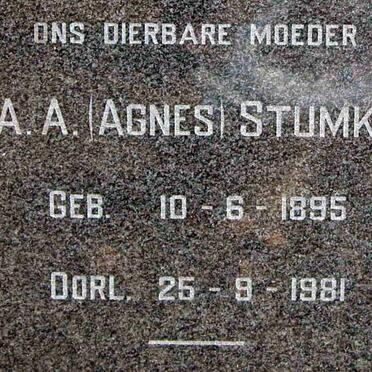 ONS DIERBARE MOEDER
A. A. (AGNES) STUMK
GEB. 10 - 6 - 1895
OORL. 25 - 9 - 1981